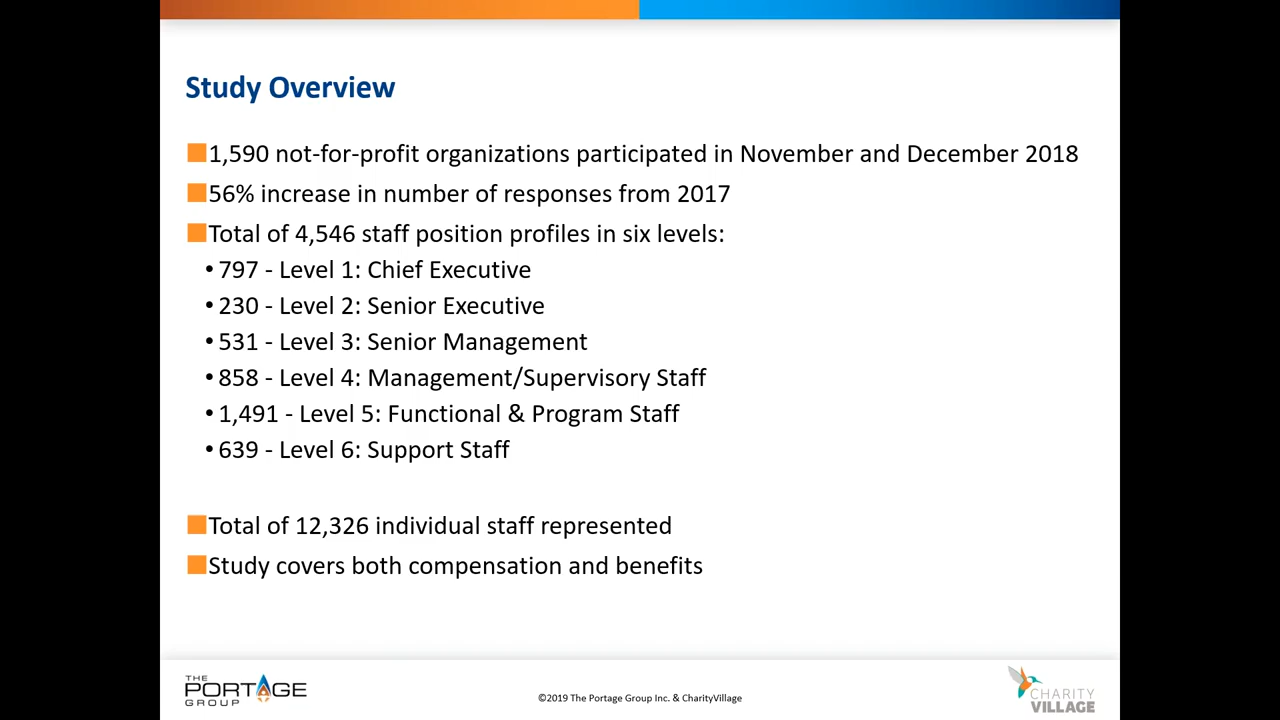 Study Overview
1,590 not-for-profit organizations participated in November and December 2018
56% increase in number of responses from 2017
Total of 4,546 staff position profiles in six levels:
• 797 - Level 1: Chief Executive
• 230 - Level 2: Senior Executive
• 531 - Level 3: Senior Management
• 858 - Level 4: Management/Supervisory Staff
• 1,491 - Level 5: Functional & Program Staff
• 639 - Level 6: Support Staff
Total of 12,326 individual staff represented
Study covers both compensation and benefits
THE
PORTAGE
GROUP
©2019 The Portage Group Inc. & CharityVillage
CHARITY
VILLAGE